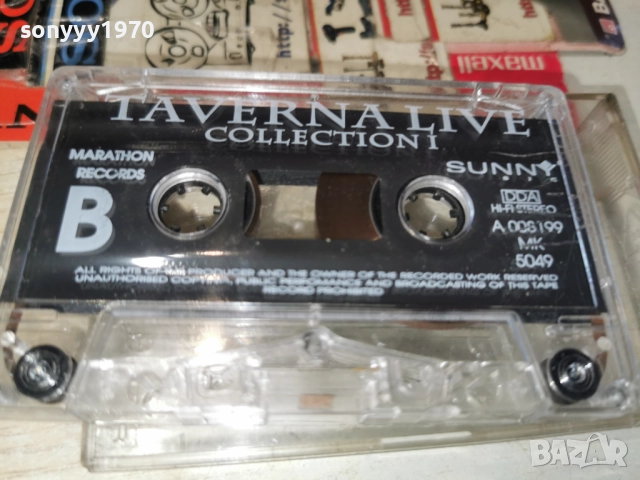 sonyyy1970
http://s
maxell
TAVERNA LIVE
COLLECTION I
MARATHON
RECORDS
B
SUNNY
DDA
HI-FI STEREO
A 008199
MK
5049
ALL RIGHTS OF THE PRODUCER AND THE OWNER OF THE RECORDED WORK RESERVED
UNAUTHORISED COPYING, PUBLIC PERFORMANCE AND BROADCASTING OF THIS TAPE
RECORD PROHIBITED
BAZAR